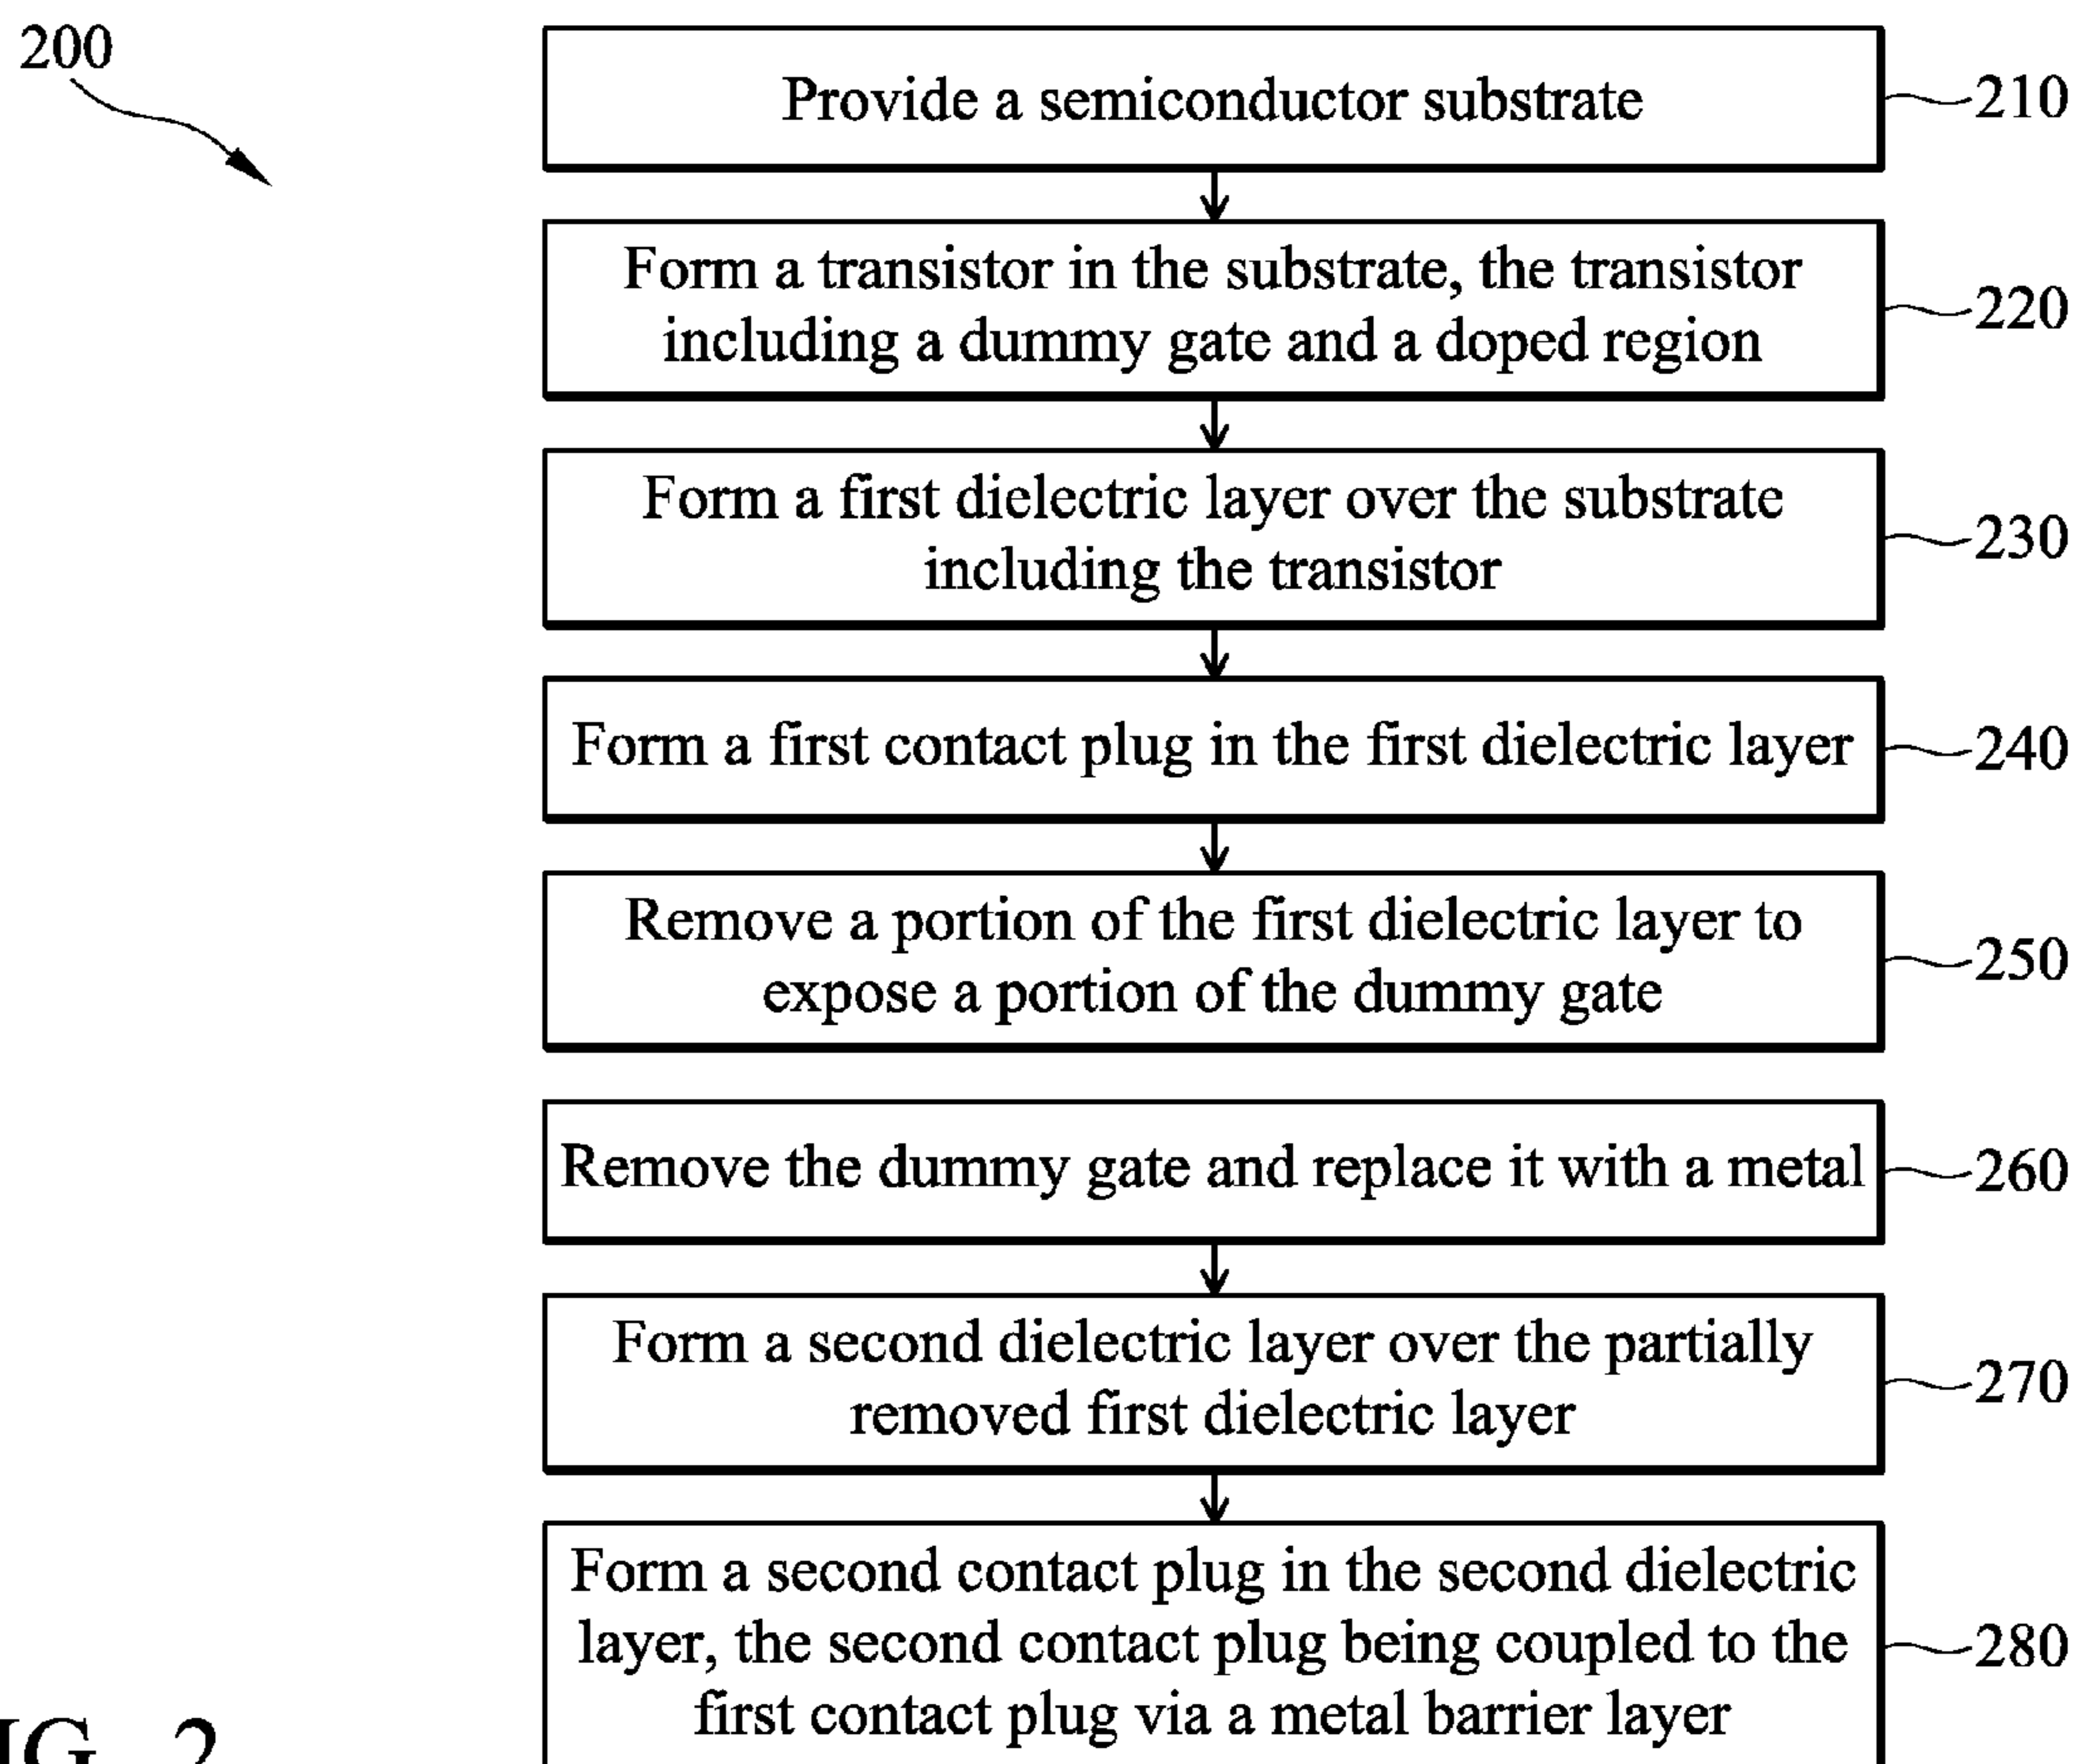 200
Provide a semiconductor substrate
210
Form a transistor in the substrate, the transistor
including a dummy gate and a doped region
220
Form a first dielectric layer over the substrate
including the transistor
230
Form a first contact plug in the first dielectric layer
240
Remove a portion of the first dielectric layer to
expose a portion of the dummy gate
250
Remove the dummy gate and replace it with a metal
260
Form a second dielectric layer over the partially
removed first dielectric layer
270
Form a second contact plug in the second dielectric
layer, the second contact plug being coupled to the
first contact plug via a metal barrier layer
280
IG. 2